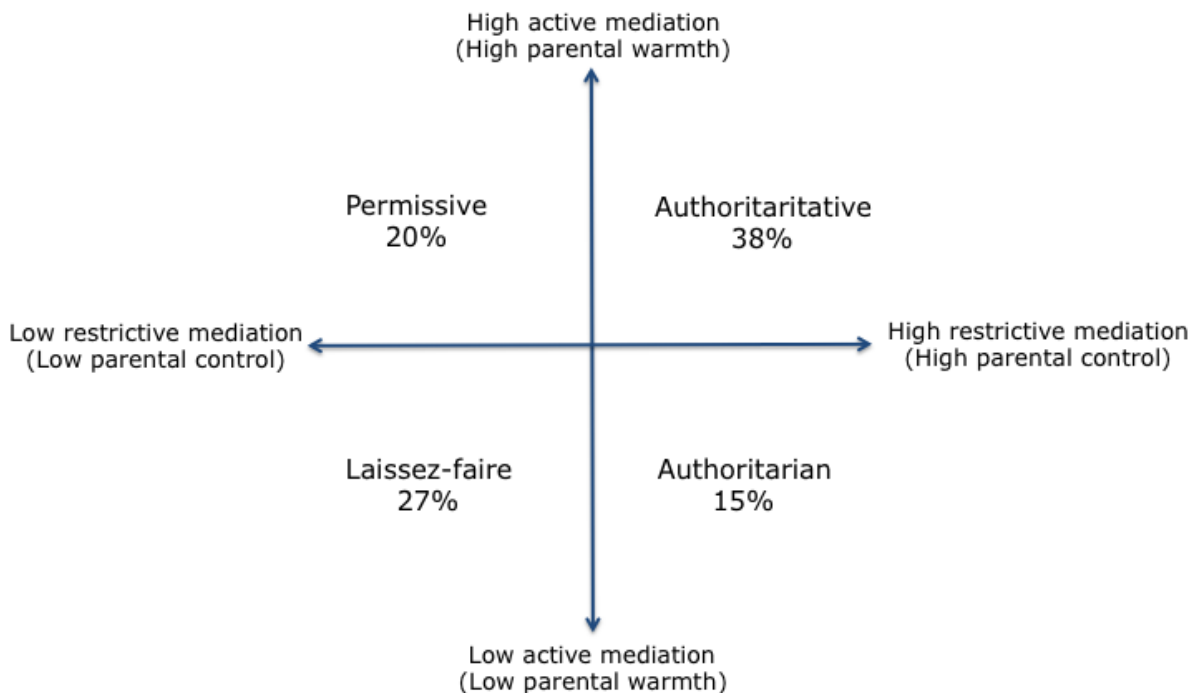 High active mediation
(High parental warmth)
Permissive
20%
Authoritaritative
38%
Low restrictive mediation
(Low parental control)
High restrictive mediation
(High parental control)
Laissez-faire
27%
Authoritarian
15%
Low active mediation
(Low parental warmth)